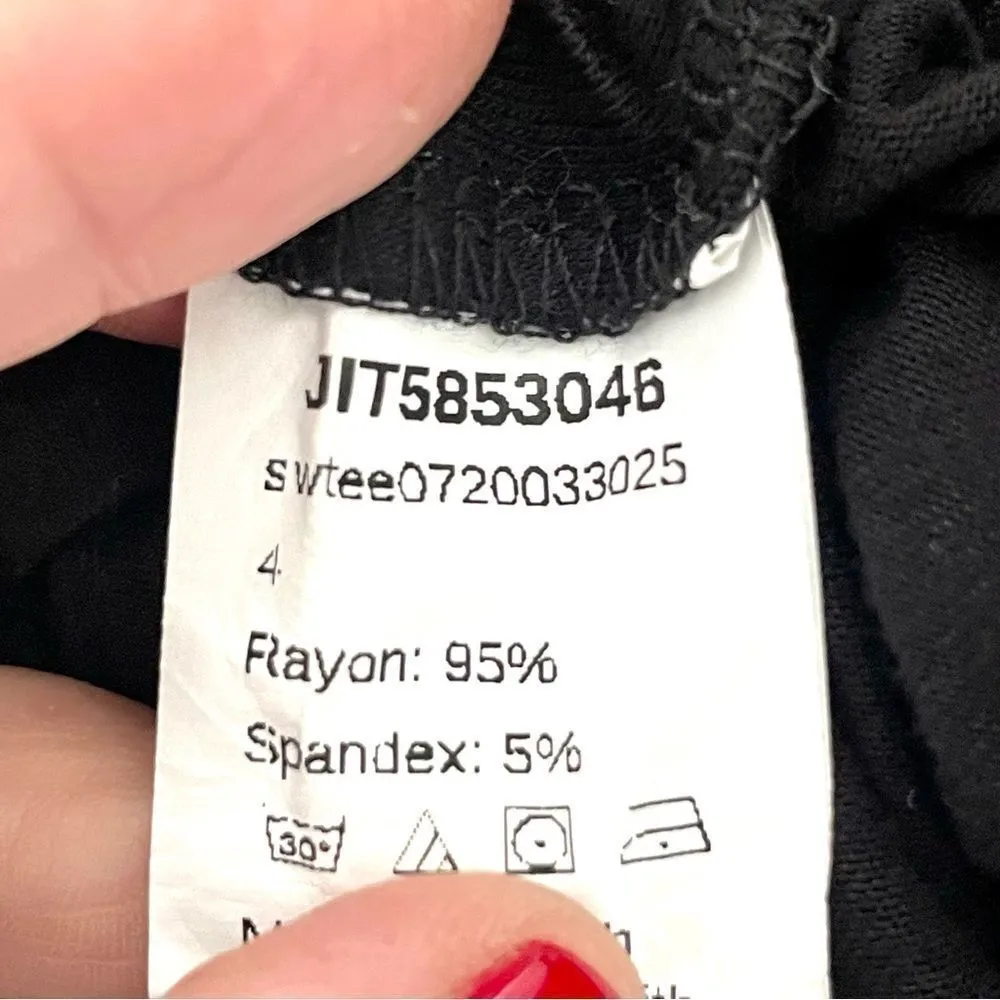 JIT5853046
swtee0720033025
4
Rayon: 95%
Spandex: 5%
30°